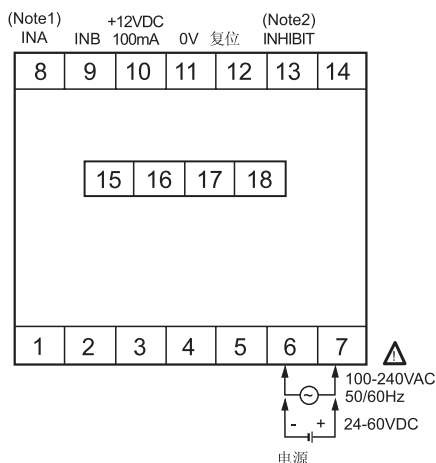 (Note1) +12VDC (Note2)
INA INB 100mA 0V 复位 INHIBIT
8 9 10 11 12 13 14
15 16 17 18
1 2 3 4 5 6 7
100-240VAC
~ 50/60Hz
- + 24-60VDC
电源